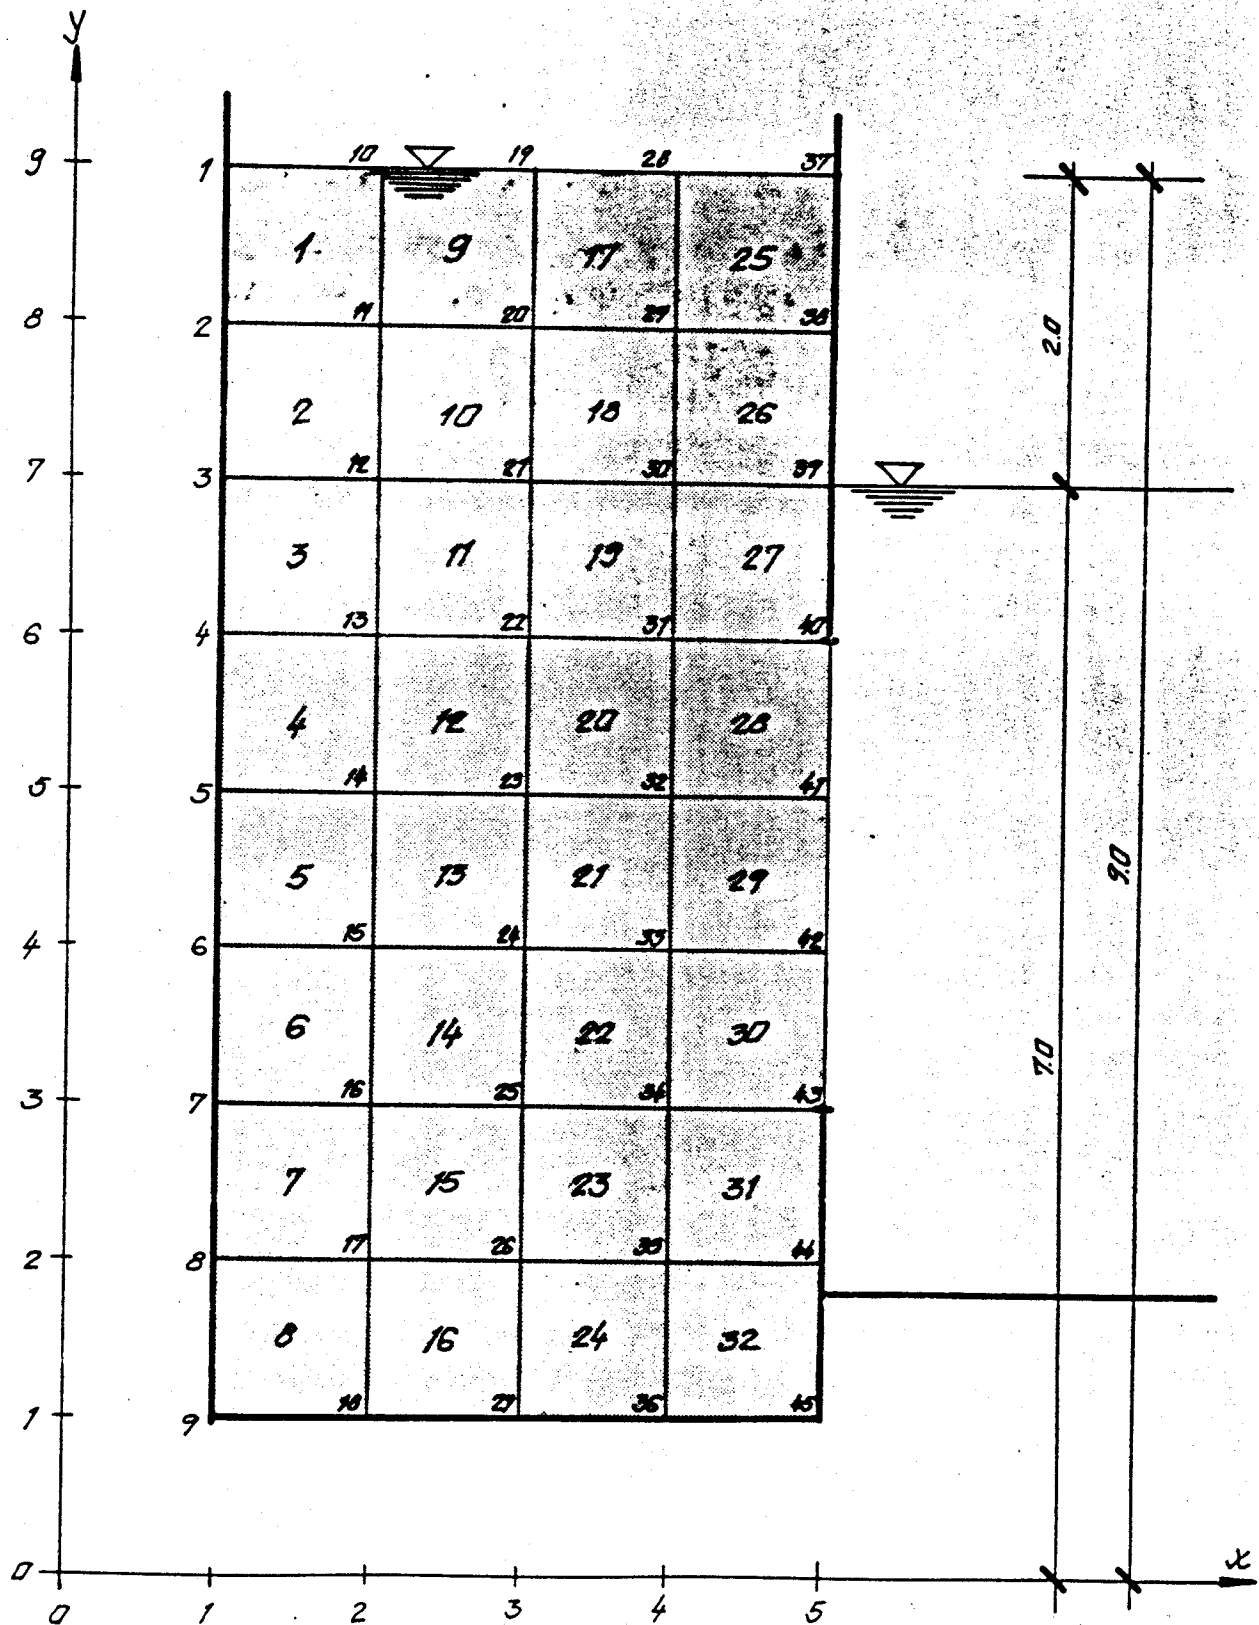 y
9 1 10 19 28 37
1 9 17 25
8 2 11 20 29 38
2.0
2 10 18 26
7 3 12 21 30 39
3 11 19 27
6 4 13 22 31 40
4 12 20 28
5 5 14 23 32 41
5 13 21 29
9.0
4 6 15 24 33 42
6 14 22 30
7.0
3 7 16 25 34 43
7 15 23 31
2 8 17 26 35 44
8 16 24 32
1 9 18 27 36 45
0 x
0 1 2 3 4 5